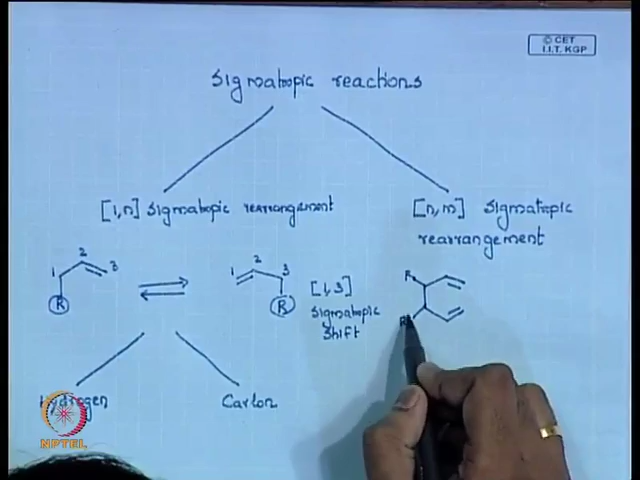 © CET
I.I.T. KGP
Sigmatropic reactions
[1,n] sigmatropic rearrangement
[n,m] sigmatropic
rearrangement
1 2 3
R
1 2 3
R
[1,3]
sigmatropic
shift
R
R
Hydrogen
Carbon
NPTEL